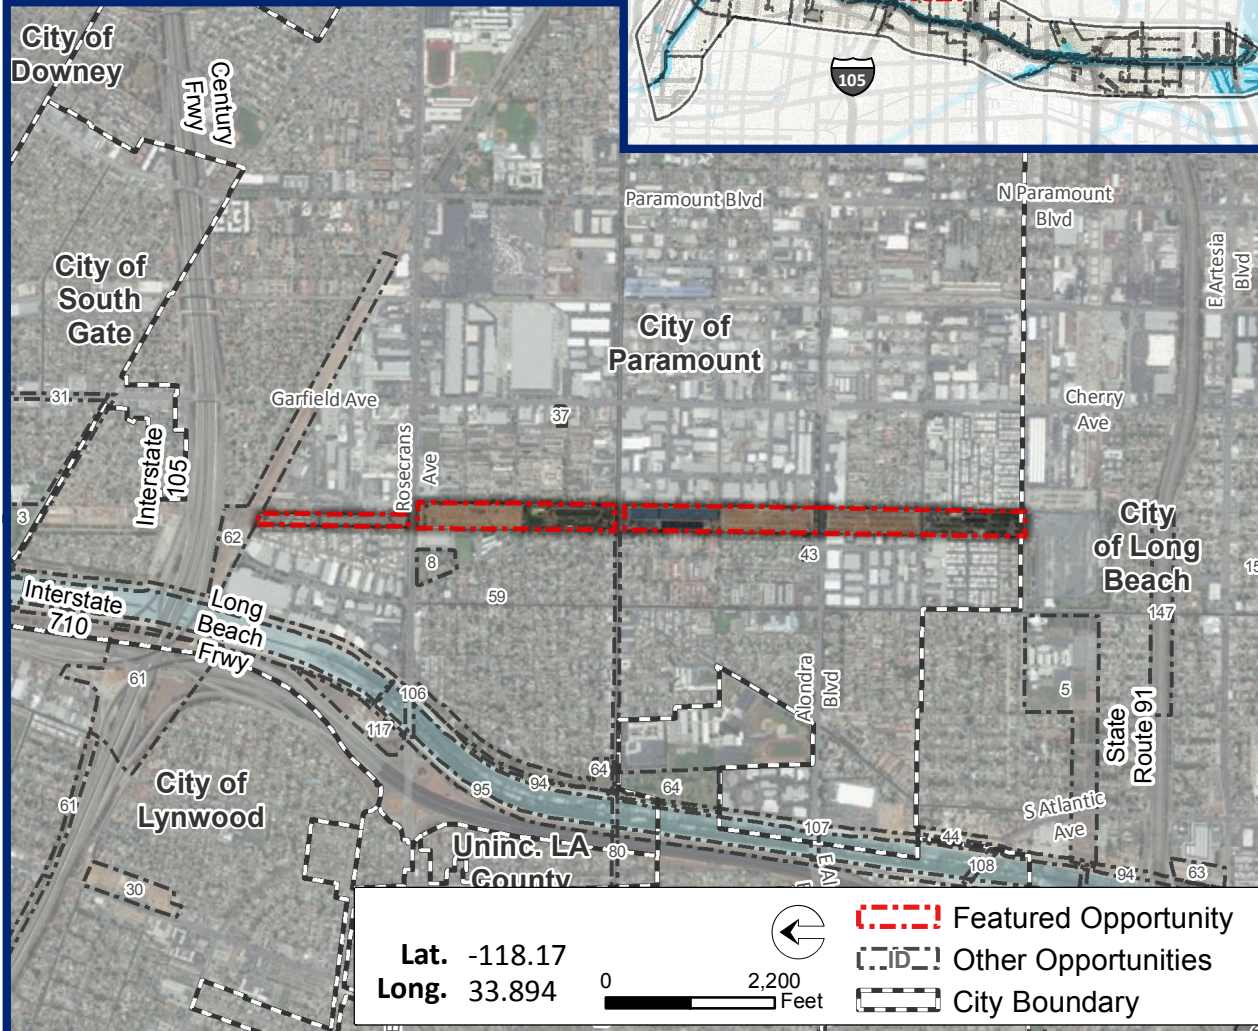 105
City of
Downey
Century
Frwy
Paramount Blvd
N Paramount
Blvd
E Artesia
Blvd
City of
South
Gate
City of
Paramount
31
Garfield Ave
37
Cherry
Ave
Interstate
105
Rosecrans
Ave
3
62
8
59
43
City
of Long
Beach
147
Interstate
710
Long
Beach
Frwy
61
106
117
5
Alondra
Blvd
State
Route 91
64
64
94
95
61
City of
Lynwood
S Atlantic
Ave
107
44
108
94
63
80
Uninc. LA
County
30
Lat. -118.17
Long. 33.894
0 2,200
Feet
Featured Opportunity
ID Other Opportunities
City Boundary